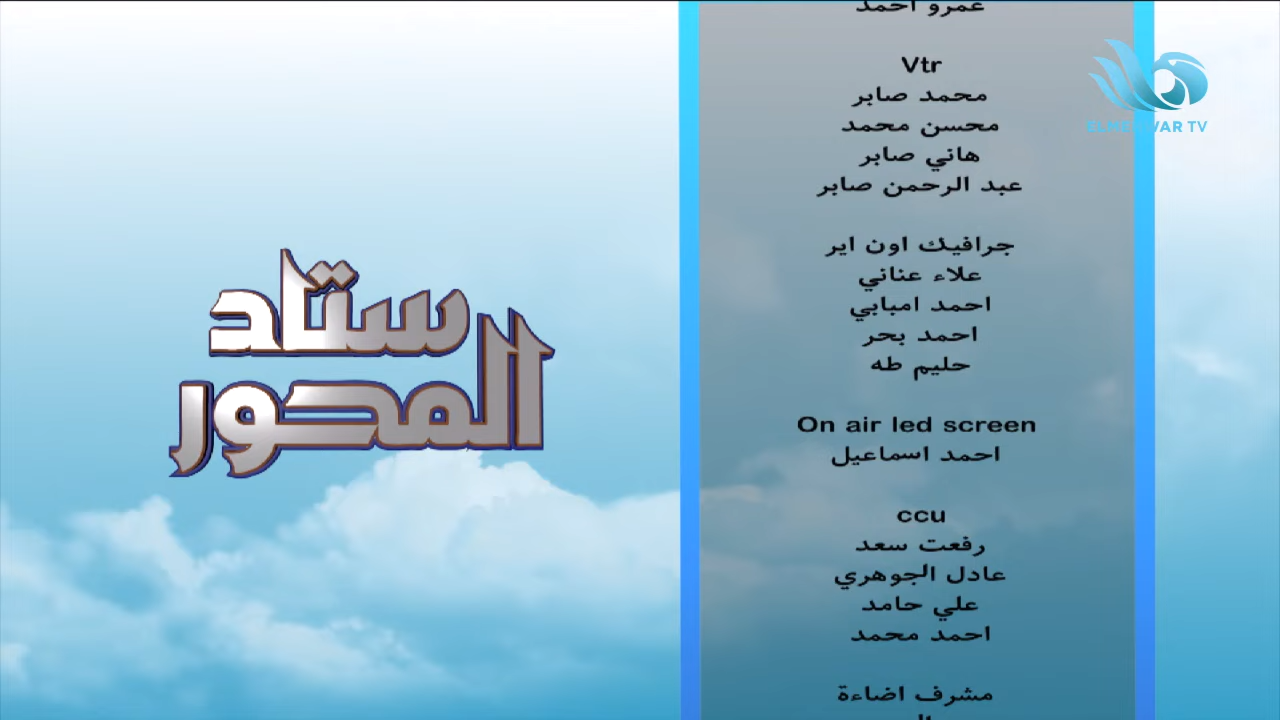 عمرو احمد
Vtr
محمد صابر
محسن محمد
هاني صابر
عبد الرحمن صابر
جرافيك اون اير
علاء عناني
احمد امبابي
احمد بحر
حليم طه
On air led screen
احمد اسماعيل
ccu
رفعت سعد
عادل الجوهري
علي حامد
احمد محمد
مشرف اضاءة
ستاد
المحور
ELMEHWAR TV